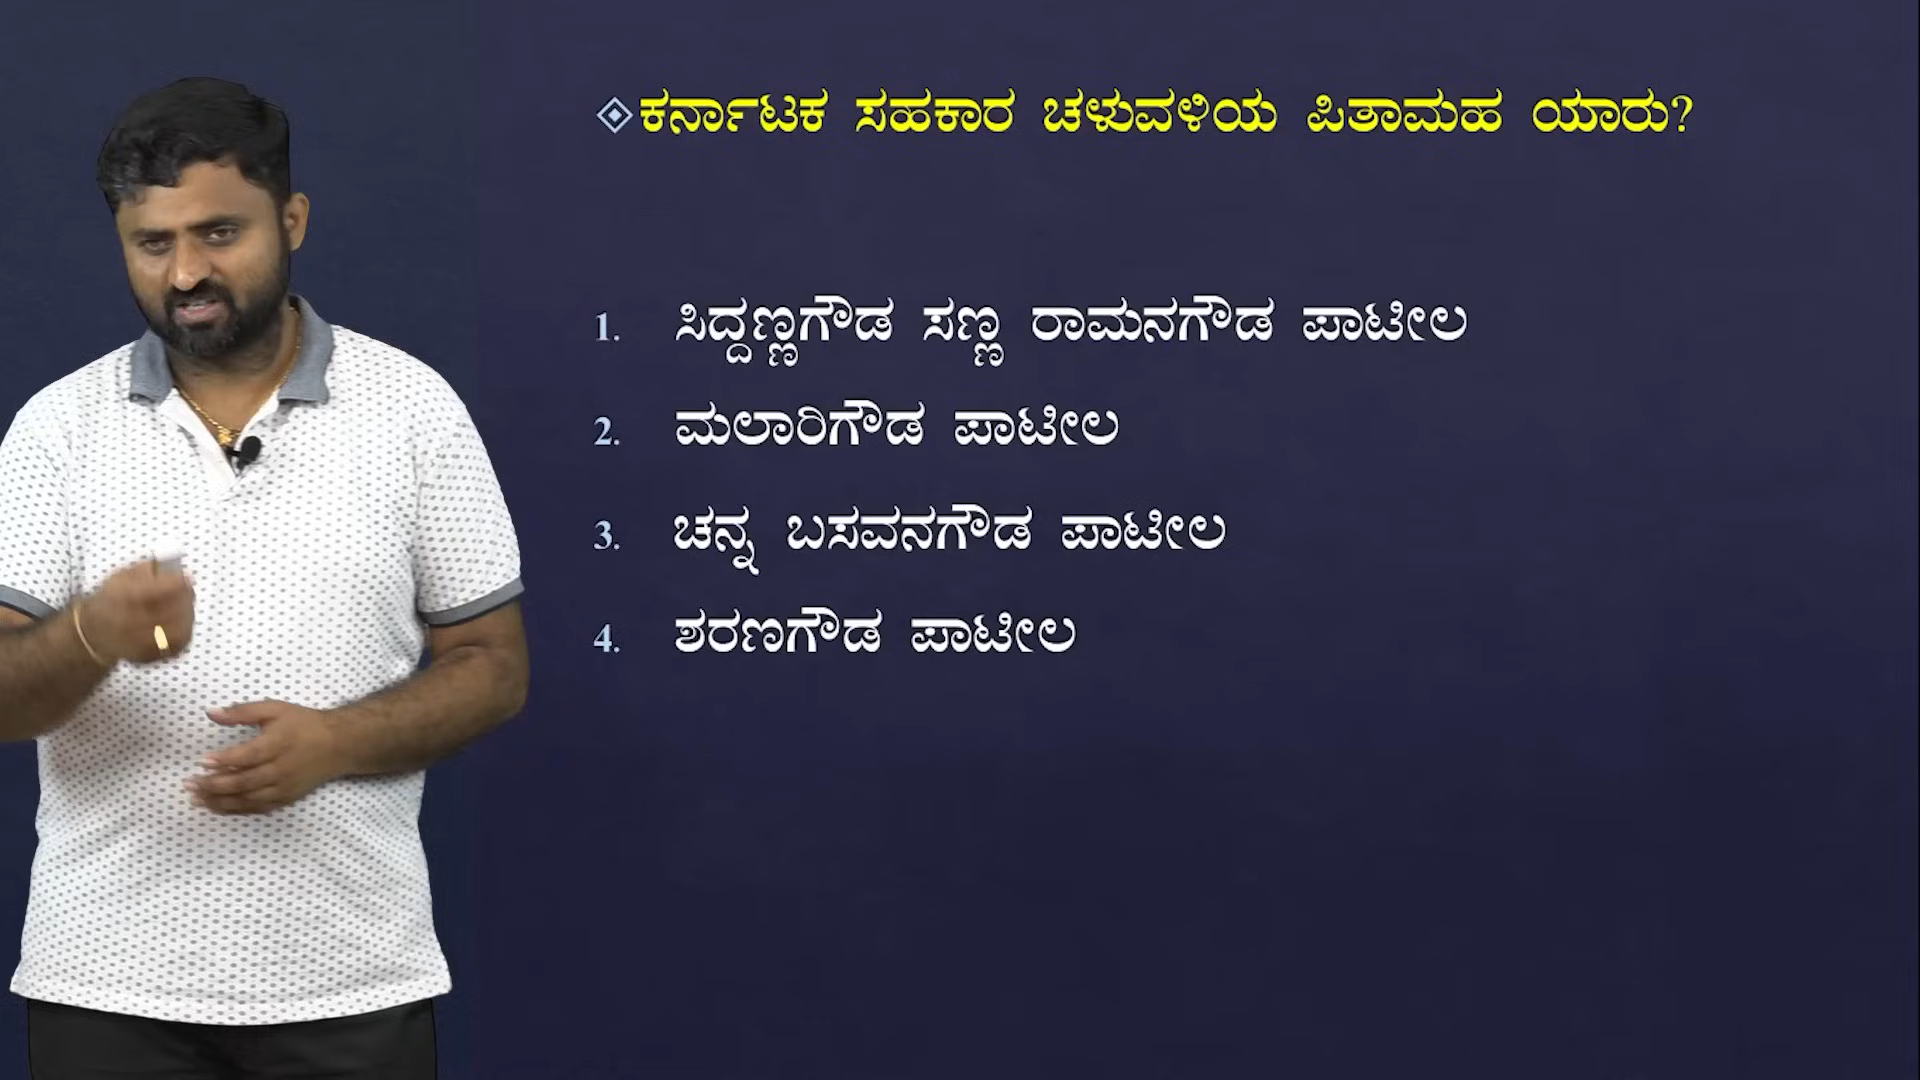 ಕರ್ನಾಟಕ ಸಹಕಾರ ಚಳುವಳಿಯ ಪಿತಾಮಹ ಯಾರು?
1. ಸಿದ್ದಣ್ಣಗೌಡ ಸಣ್ಣ ರಾಮನಗೌಡ ಪಾಟೀಲ
2. ಮಲಾರಿಗೌಡ ಪಾಟೀಲ
3. ಚನ್ನ ಬಸವನಗೌಡ ಪಾಟೀಲ
4. ಶರಣಗೌಡ ಪಾಟೀಲ